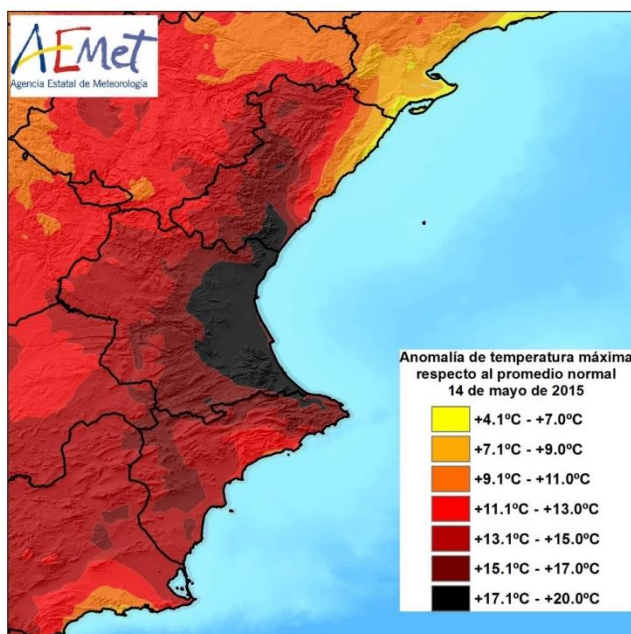 AEMet
Agencia Estatal de Meteorología
Anomalía de temperatura máxima
respecto al promedio normal
14 de mayo de 2015
+4.1ºC - +7.0ºC
+7.1ºC - +9.0ºC
+9.1ºC - +11.0ºC
+11.1ºC - +13.0ºC
+13.1ºC - +15.0ºC
+15.1ºC - +17.0ºC
+17.1ºC - +20.0ºC